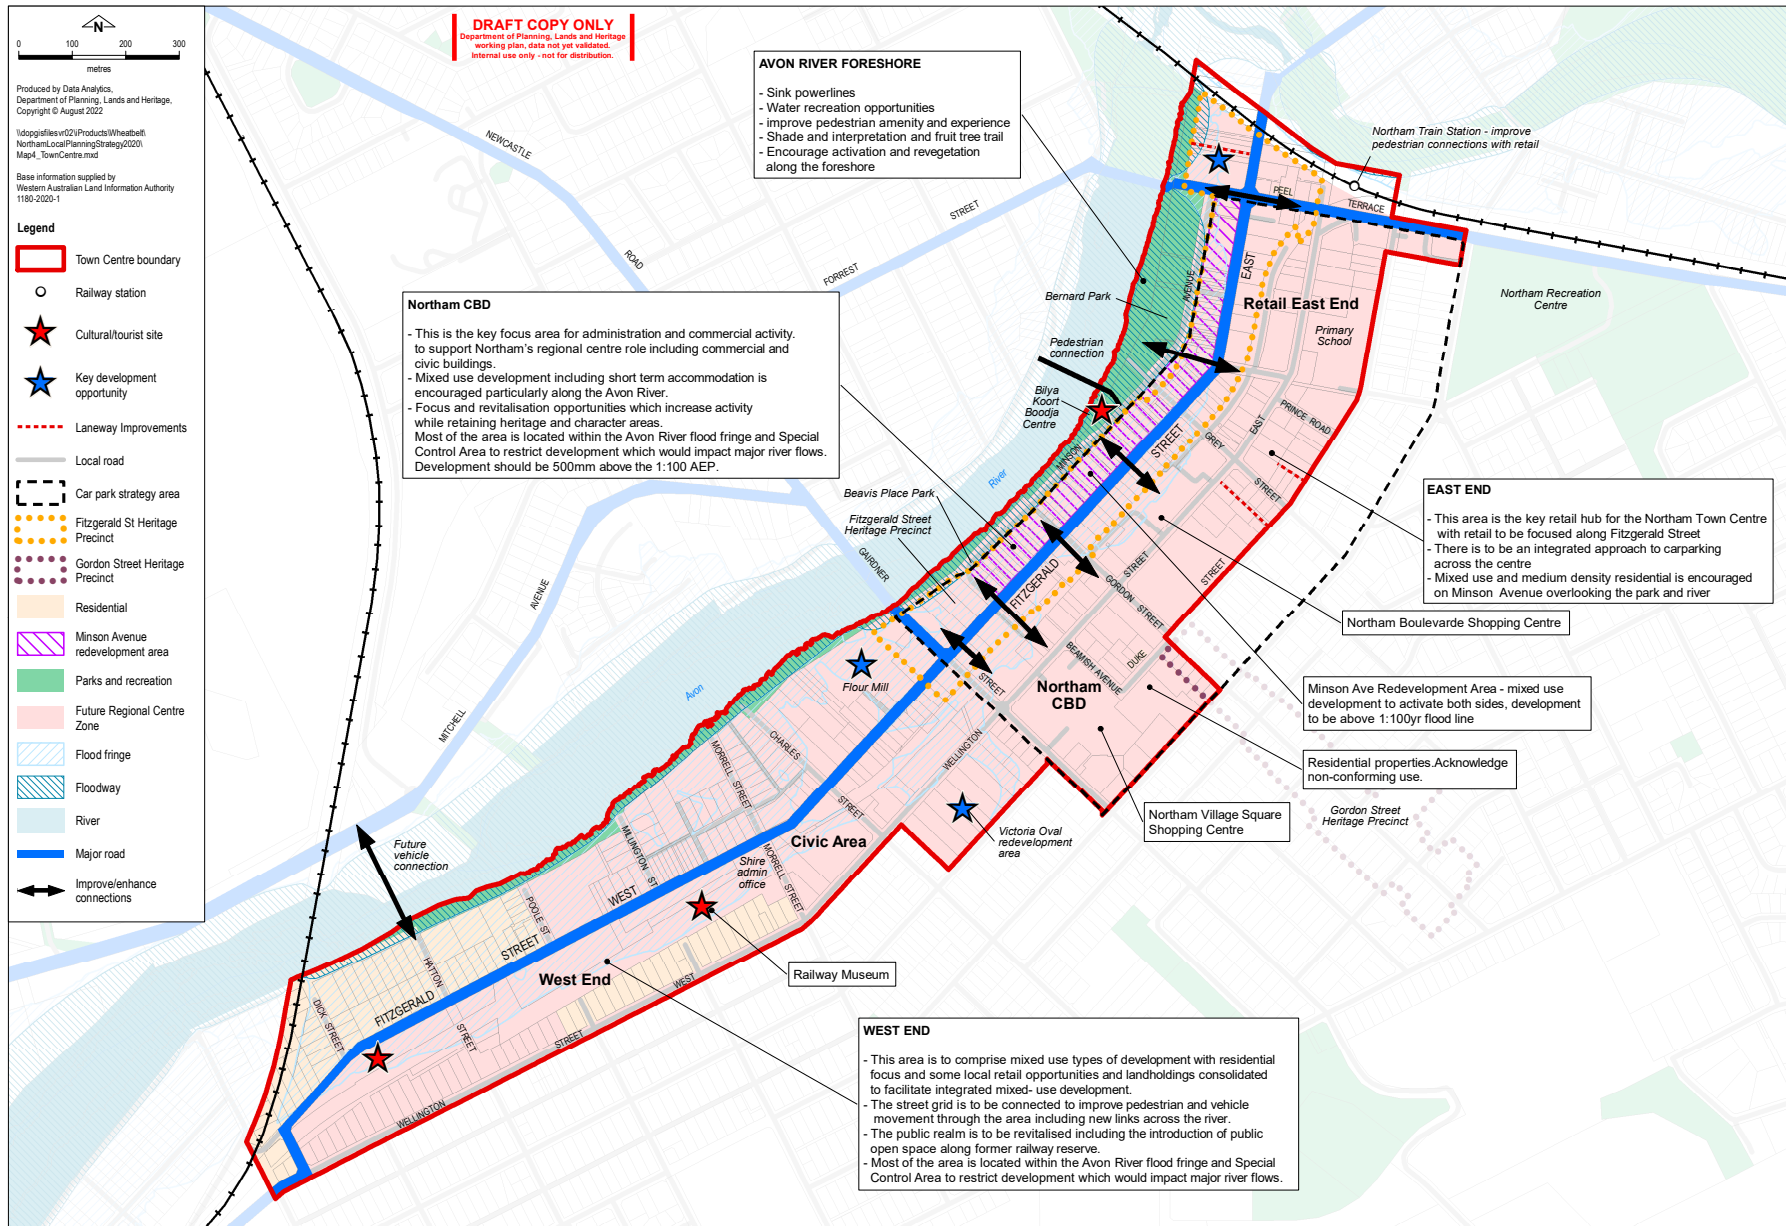 N
0 100 200 300
metres
Produced by Data Analytics,
Department of Planning, Lands and Heritage,
Copyright © August 2022
\\dopgisfilesvr02\Products\Wheatbelt\
NorthamLocalPlanningStrategy2020\
Map4_TownCentre.mxd
Base information supplied by
Western Australian Land Information Authority
1180-2020-1
Legend
Town Centre boundary
Railway station
Cultural/tourist site
Key development
opportunity
Laneway Improvements
Local road
Car park strategy area
Fitzgerald St Heritage
Precinct
Gordon Street Heritage
Precinct
Residential
Minson Avenue
redevelopment area
Parks and recreation
Future Regional Centre
Zone
Flood fringe
Floodway
River
Major road
Improve/enhance
connections
DRAFT COPY ONLY
Department of Planning, Lands and Heritage
working plan, data not yet validated.
Internal use only - not for distribution.
AVON RIVER FORESHORE
- Sink powerlines
- Water recreation opportunities
- improve pedestrian amenity and experience
- Shade and interpretation and fruit tree trail
- Encourage activation and revegetation
along the foreshore
Northam Train Station - improve
pedestrian connections with retail
NEWCASTLE
ROAD
STREET
FORREST
PEEL
TERRACE
AVENUE
EAST
Retail East End
Bernard Park
Primary
School
Northam Recreation
Centre
Pedestrian
connection
Bilya
Koort
Boodja
Centre
Northam CBD
- This is the key focus area for administration and commercial activity.
to support Northam's regional centre role including commercial and
civic buildings.
- Mixed use development including short term accommodation is
encouraged particularly along the Avon River.
- Focus and revitalisation opportunities which increase activity
while retaining heritage and character areas.
Most of the area is located within the Avon River flood fringe and Special
Control Area to restrict development which would impact major river flows.
Development should be 500mm above the 1:100 AEP.
PRINCE ROAD
EAST
GREY
STREET
STREET
MINSON
River
Beavis Place Park
Fitzgerald Street
Heritage Precinct
GAIRDNER
STREET
FITZGERALD
GORDON STREET
STREET
STREET
BEAMISH AVENUE
DUKE
Northam
CBD
EAST END
- This area is the key retail hub for the Northam Town Centre
with retail to be focused along Fitzgerald Street
- There is to be an integrated approach to carparking
across the centre
- Mixed use and medium density residential is encouraged
on Minson Avenue overlooking the park and river
Northam Boulevarde Shopping Centre
Minson Ave Redevelopment Area - mixed use
development to activate both sides, development
to be above 1:100yr flood line
Residential properties.Acknowledge
non-conforming use.
Northam Village Square
Shopping Centre
Gordon Street
Heritage Precinct
AVENUE
MITCHELL
Avon
Flour Mill
CHARLES
STREET
MORRELL STREET
WELLINGTON
Victoria Oval
redevelopment
area
Civic Area
Future
vehicle
connection
MILLINGTON ST
Shire
admin
office
MORRELL STREET
POOLE ST
WEST
STREET
West End
FITZGERALD
HATTON
STREET
DICK STREET
WEST
STREET
WELLINGTON
Railway Museum
WEST END
- This area is to comprise mixed use types of development with residential
focus and some local retail opportunities and landholdings consolidated
to facilitate integrated mixed- use development.
- The street grid is to be connected to improve pedestrian and vehicle
movement through the area including new links across the river.
- The public realm is to be revitalised including the introduction of public
open space along former railway reserve.
- Most of the area is located within the Avon River flood fringe and Special
Control Area to restrict development which would impact major river flows.